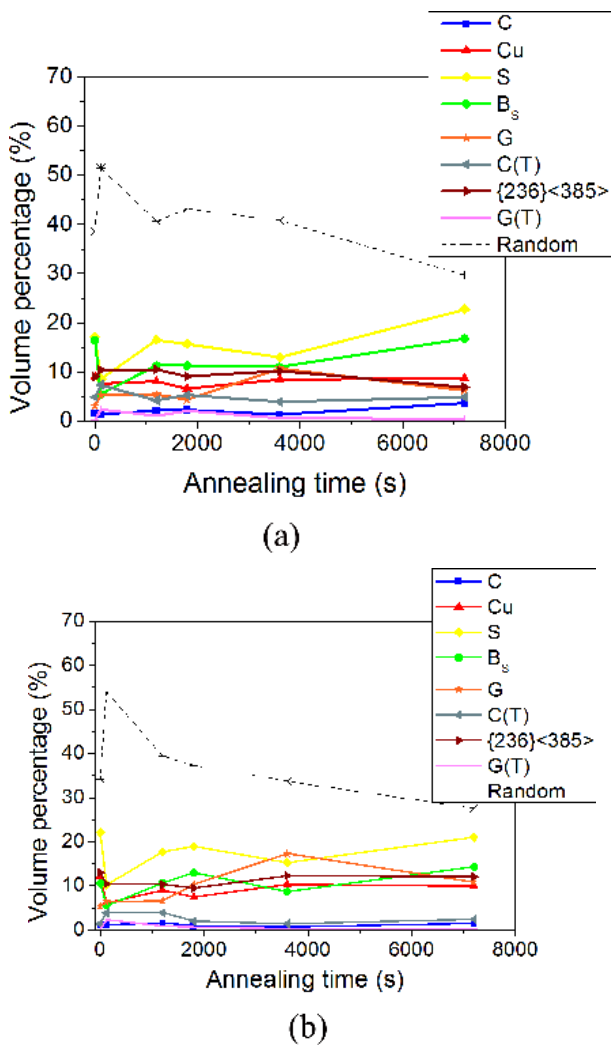 C
Cu
S
Bs
G
C(T)
{236}<385>
G(T)
Random
70
60
50
40
30
20
10
0
Volume percentage (%)
0 2000 4000 6000 8000
Annealing time (s)
(a)
C
Cu
S
Bs
G
C(T)
{236}<385>
G(T)
Random
70
60
50
40
30
20
10
0
Volume percentage (%)
0 2000 4000 6000 8000
Annealing time (s)
(b)